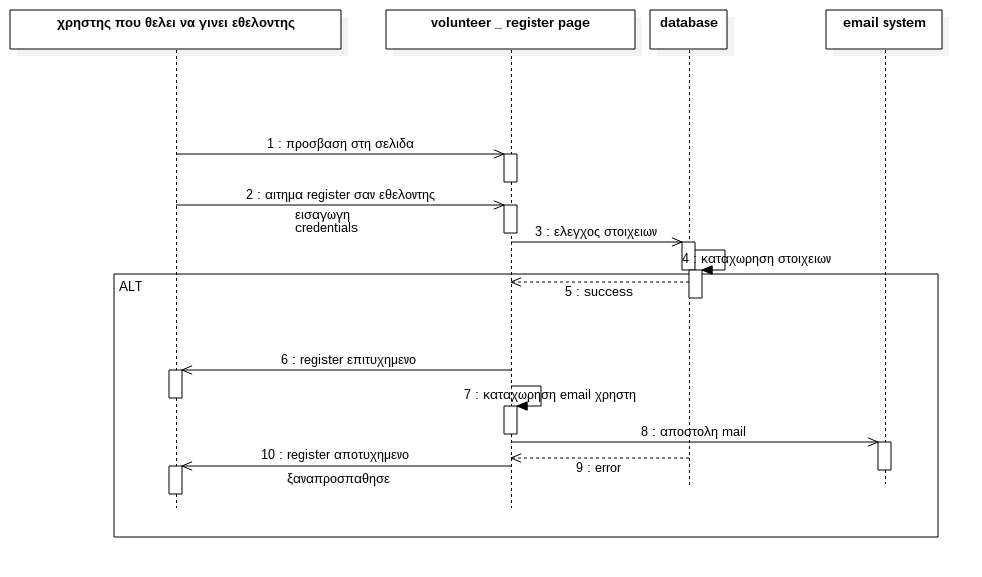 χρηστης που θελει να γινει εθελοντης
volunteer _ register page
database
email system
1 : προσβαση στη σελιδα
2 : αιτημα register σαν εθελοντης
εισαγωγη
credentials
3 : ελεγχος στοιχειων
4 : καταχωρηση στοιχειων
ALT
5 : success
6 : register επιτυχημενο
7 : καταχωρηση email χρηστη
8 : αποστολη mail
10 : register αποτυχημενο
9 : error
ξαναπροσπαθησε